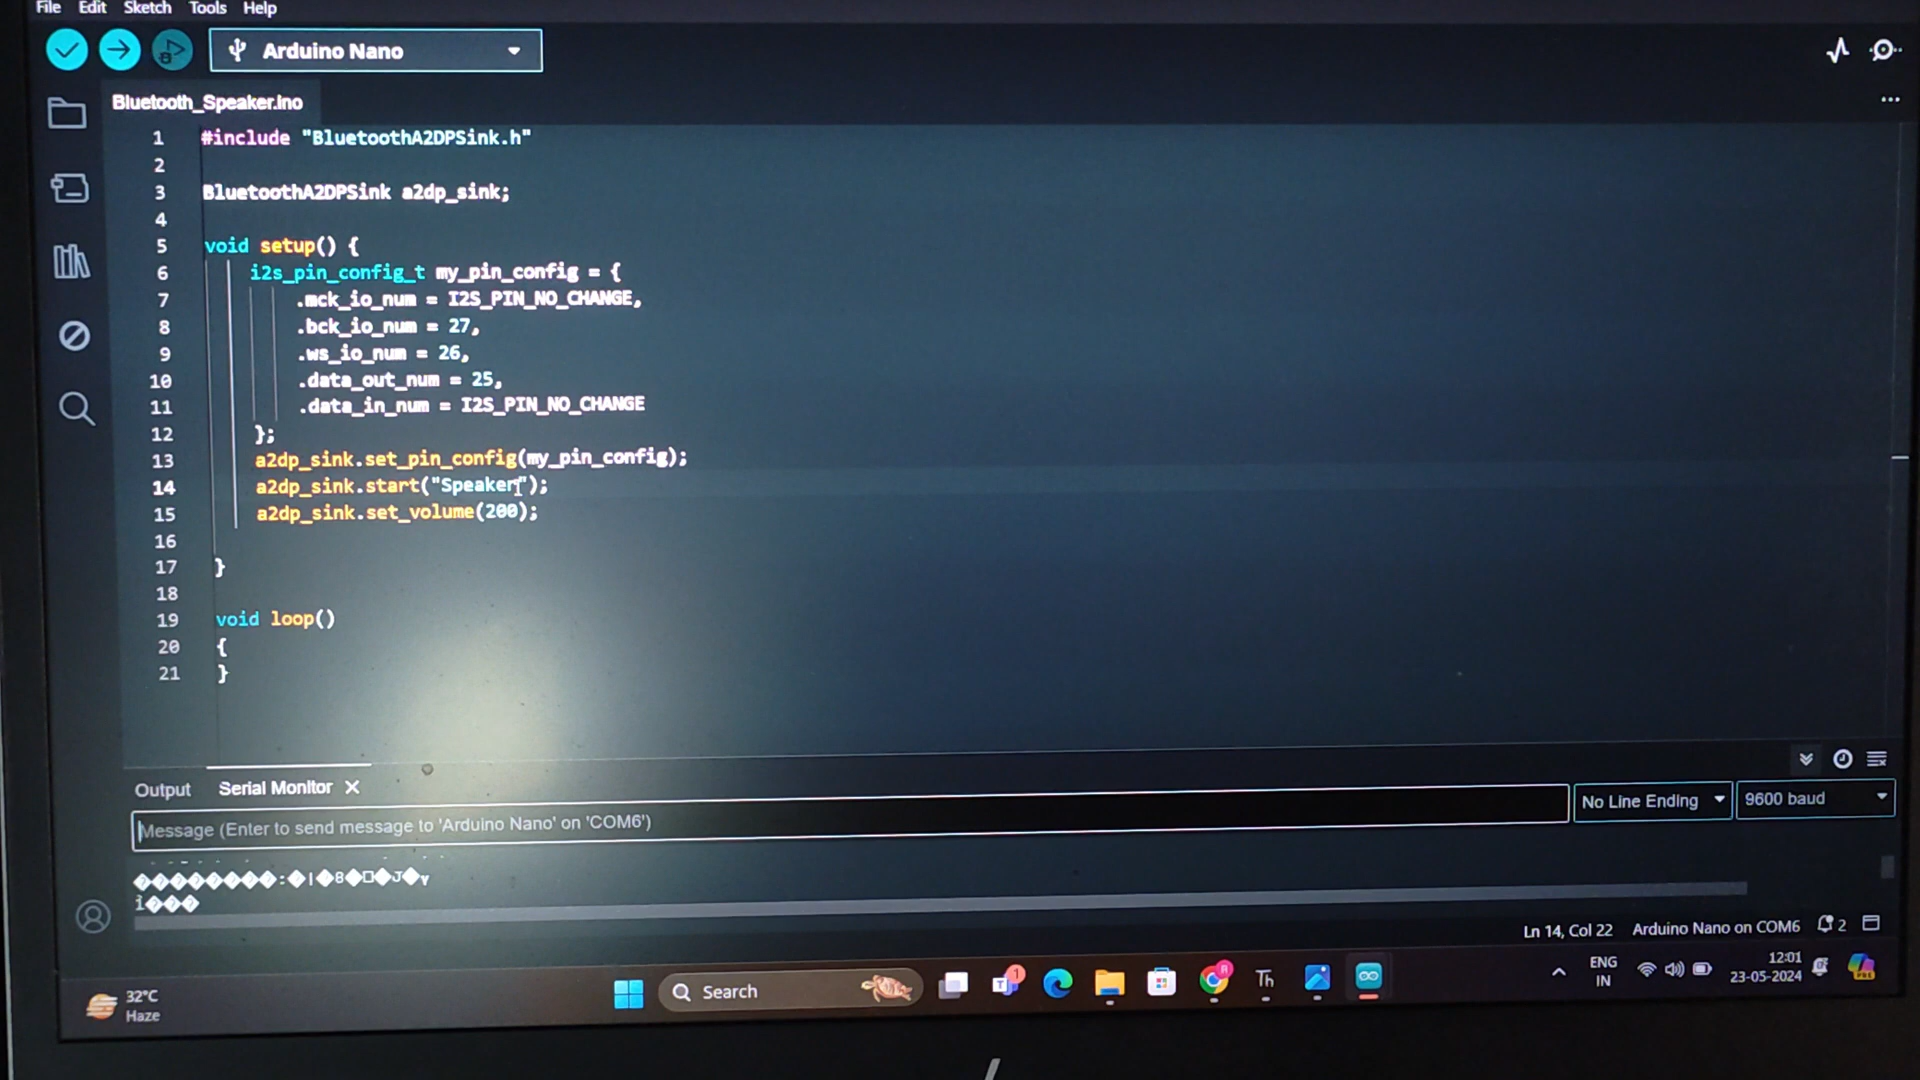 File Edit Sketch Tools Help
Arduino Nano
Bluetooth_Speaker.ino
1 #include "BluetoothA2DPSink.h"
2
3 BluetoothA2DPSink a2dp_sink;
4
5 void setup() {
6 i2s_pin_config_t my_pin_config = {
7 .mck_io_num = I2S_PIN_NO_CHANGE,
8 .bck_io_num = 27,
9 .ws_io_num = 26,
10 .data_out_num = 25,
11 .data_in_num = I2S_PIN_NO_CHANGE
12 };
13 a2dp_sink.set_pin_config(my_pin_config);
14 a2dp_sink.start("Speaker");
15 a2dp_sink.set_volume(200);
16
17 }
18
19 void loop()
20 {
21 }
Output Serial Monitor
Message (Enter to send message to 'Arduino Nano' on 'COM6')
No Line Ending 9600 baud
����������:�|�8�□�J�γ
i���
Ln 14, Col 22 Arduino Nano on COM6 2
32°C
Haze
Search
1
Th
R
ENG
IN
12:01
23-05-2024
PRE